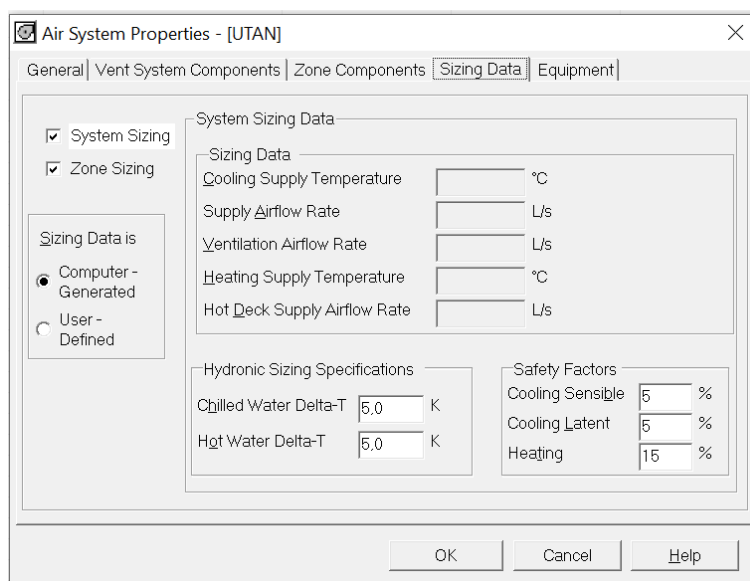 Air System Properties - [UTAN]
General Vent System Components Zone Components Sizing Data Equipment
System Sizing
Zone Sizing
Sizing Data is
Computer -
Generated
User -
Defined
System Sizing Data
Sizing Data
Cooling Supply Temperature °C
Supply Airflow Rate L/s
Ventilation Airflow Rate L/s
Heating Supply Temperature °C
Hot Deck Supply Airflow Rate L/s
Hydronic Sizing Specifications
Chilled Water Delta-T 5,0 K
Hot Water Delta-T 5,0 K
Safety Factors
Cooling Sensible 5 %
Cooling Latent 5 %
Heating 15 %
OK Cancel Help